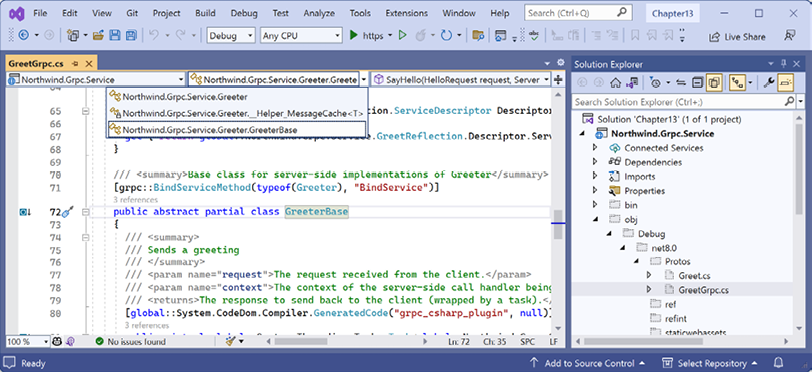 File Edit View Git Project Build Debug Test Analyze Tools Extensions Window Help Search (Ctrl+Q) Chapter13
Debug Any CPU https Live Share
GreetGrpc.cs
Northwind.Grpc.Service Northwind.Grpc.Service.Greeter.Greete SayHello(HelloRequest request, Server
Northwind.Grpc.Service.Greeter
Northwind.Grpc.Service.Greeter.__Helper_MessageCache<T>
Northwind.Grpc.Service.Greeter.GreeterBase
64
65 3 references
ction.ServiceDescriptor Descriptor
GreetReflection.Descriptor.Serv
68 }
69
70 /// <summary>Base class for server-side implementations of Greeter</summary>
71 [grpc::BindServiceMethod(typeof(Greeter), "BindService")]
3 references
72 public abstract partial class GreeterBase
73 {
74 /// <summary>
75 /// Sends a greeting
76 /// </summary>
77 /// <param name="request">The request received from the client.</param>
78 /// <param name="context">The context of the server-side call handler being
79 /// <returns>The response to send back to the client (wrapped by a task).</
80 [global::System.CodeDom.Compiler.GeneratedCode("grpc_csharp_plugin", null)]
3 references
100 % No issues found Ln: 72 Ch: 35 SPC LF
Solution Explorer
Search Solution Explorer (Ctrl+;)
Solution 'Chapter13' (1 of 1 project)
Northwind.Grpc.Service
Connected Services
Dependencies
Imports
Properties
bin
obj
Debug
net8.0
Protos
Greet.cs
GreetGrpc.cs
ref
refint
staticwebassets
Ready Add to Source Control Select Repository